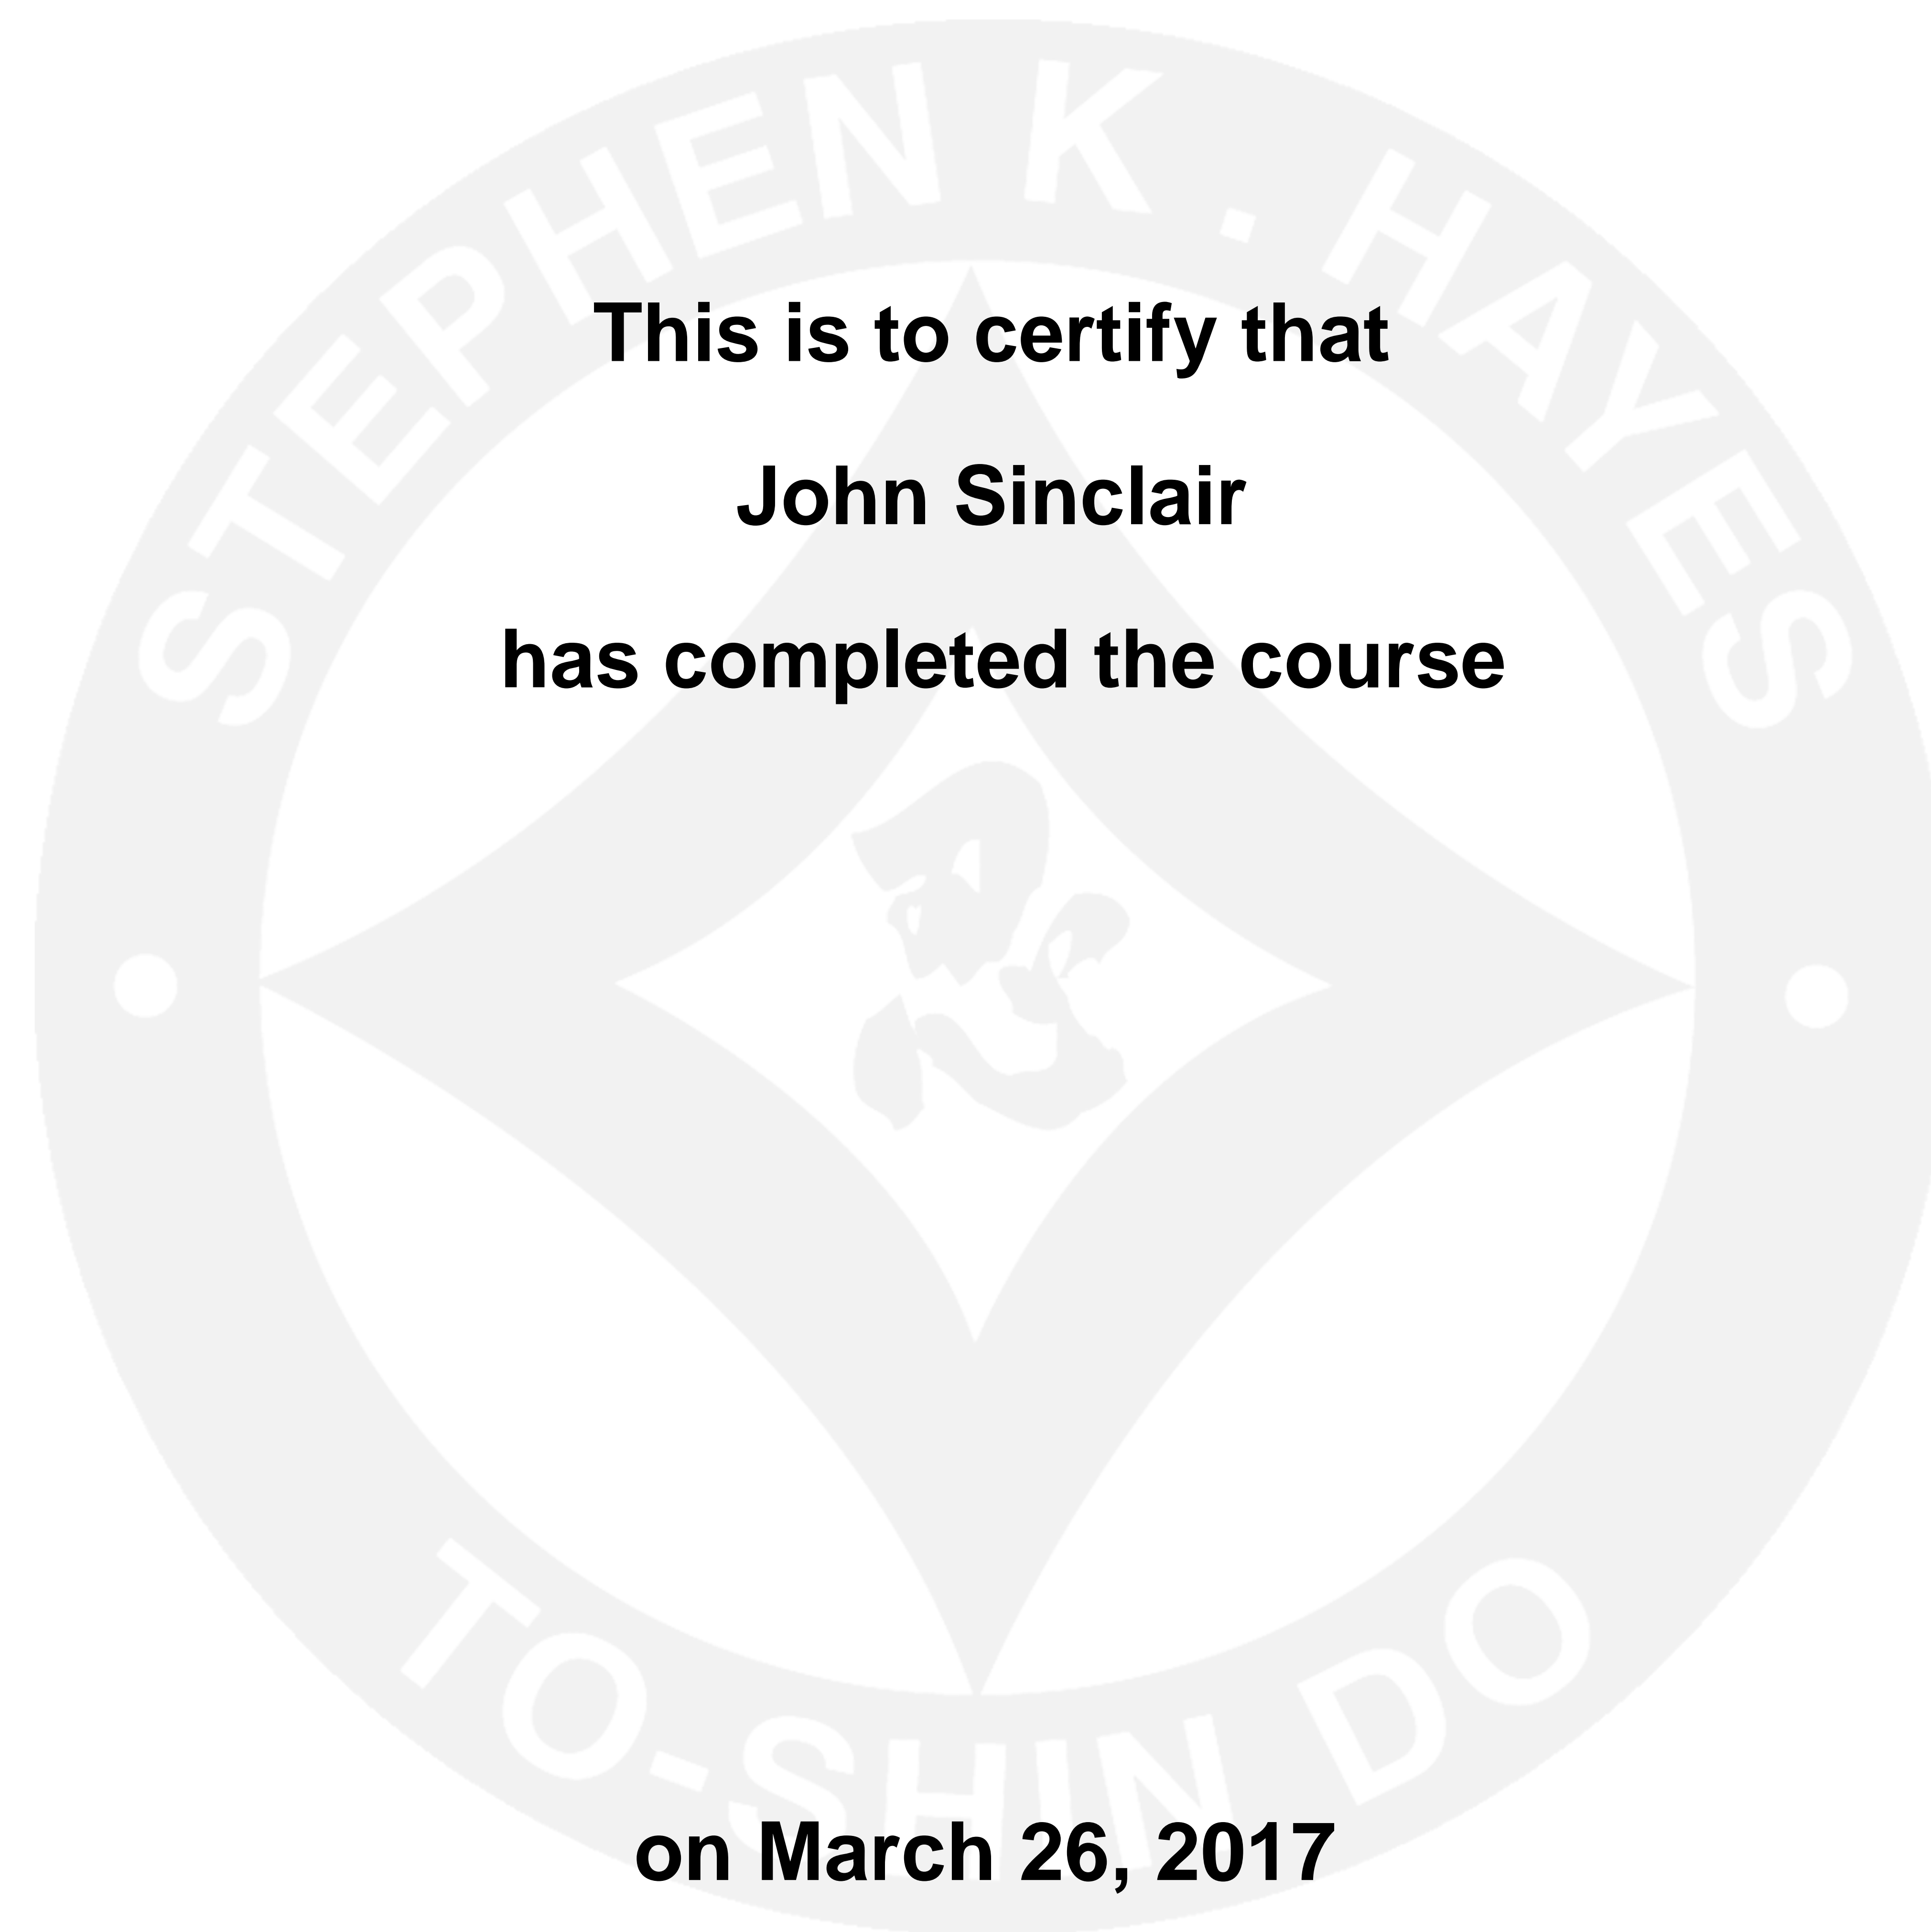 STEPHEN K. HAYES
This is to certify that
John Sinclair
has completed the course
忍
TO-SHIN DO
on March 26, 2017